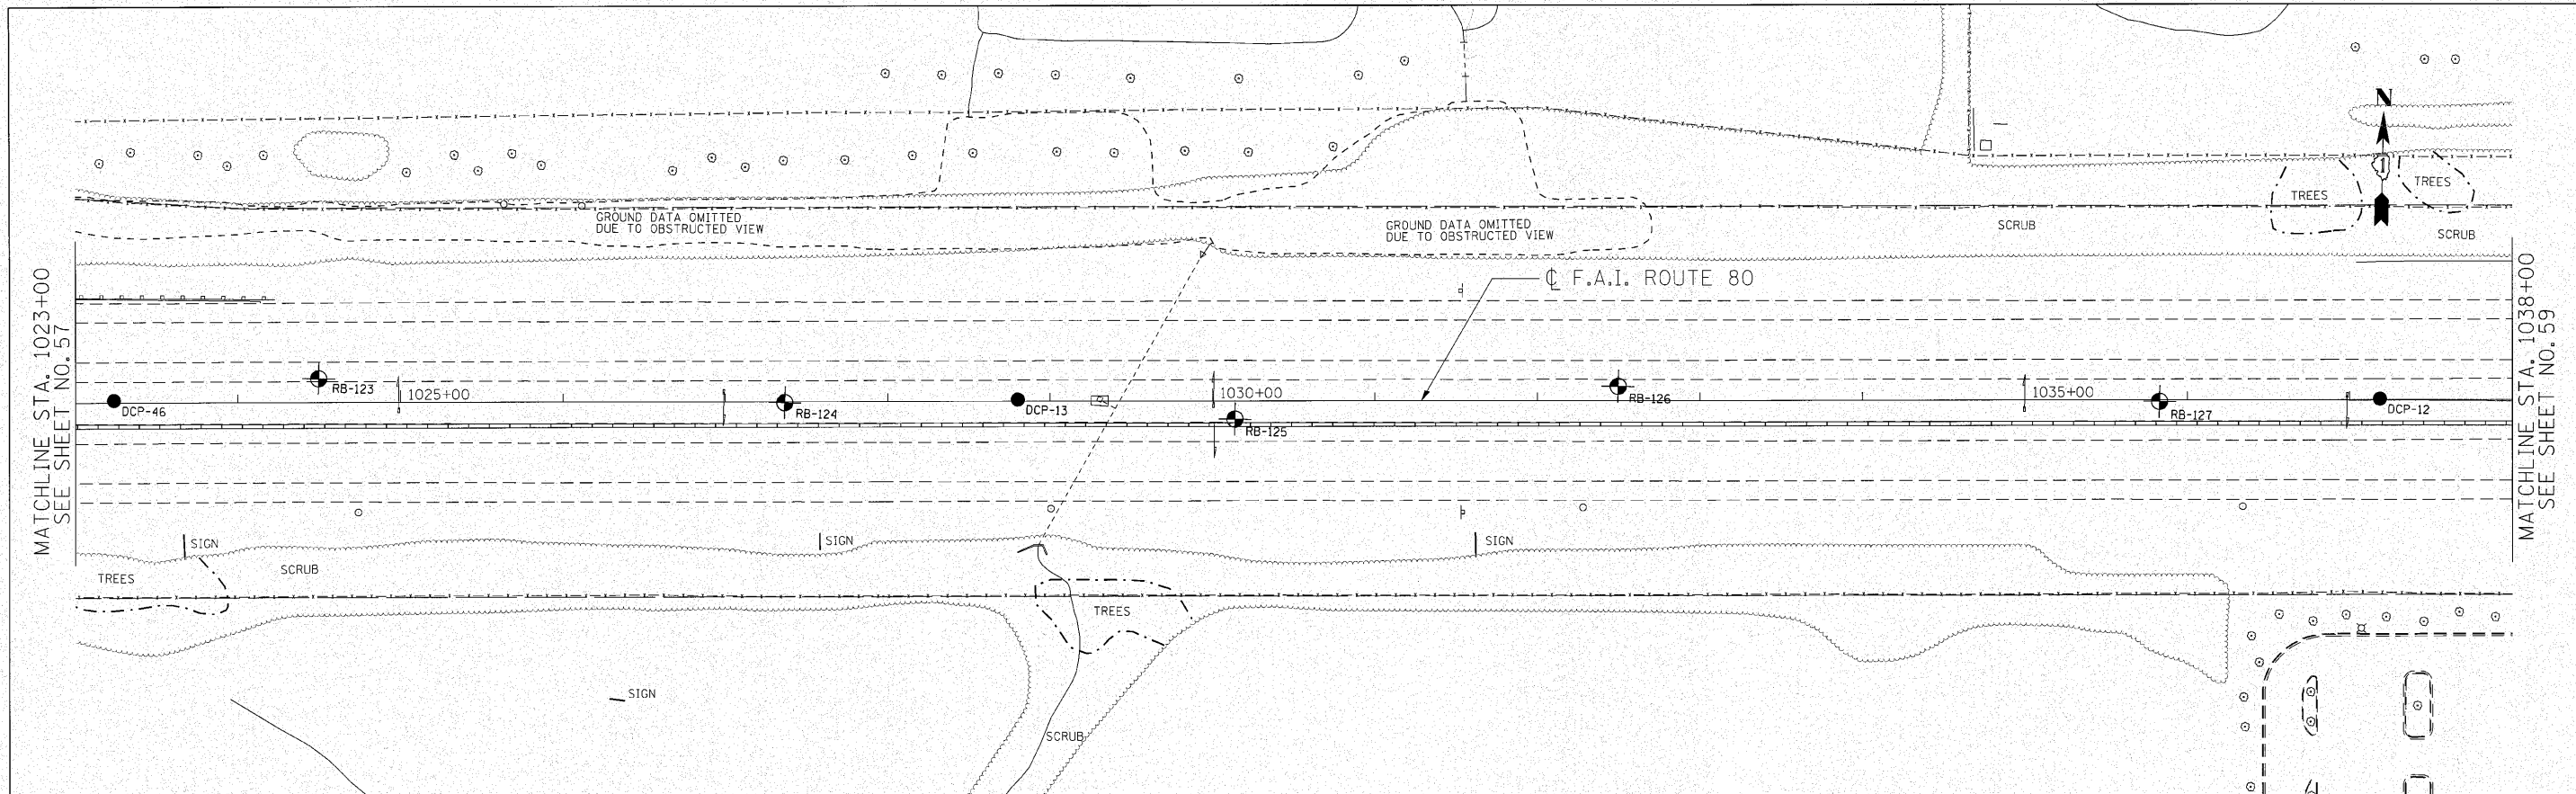 N
TREES
TREES
GROUND DATA OMITTED
DUE TO OBSTRUCTED VIEW
GROUND DATA OMITTED
DUE TO OBSTRUCTED VIEW
SCRUB
SCRUB
MATCHLINE STA. 1023+00
SEE SHEET NO. 57
℄ F.A.I. ROUTE 80
MATCHLINE STA. 1038+00
SEE SHEET NO. 59
RB-123
1025+00
1030+00
RB-126
1035+00
DCP-46
RB-124
DCP-13
RB-125
RB-127
DCP-12
SIGN
SIGN
SIGN
TREES
SCRUB
TREES
SIGN
SCRUB